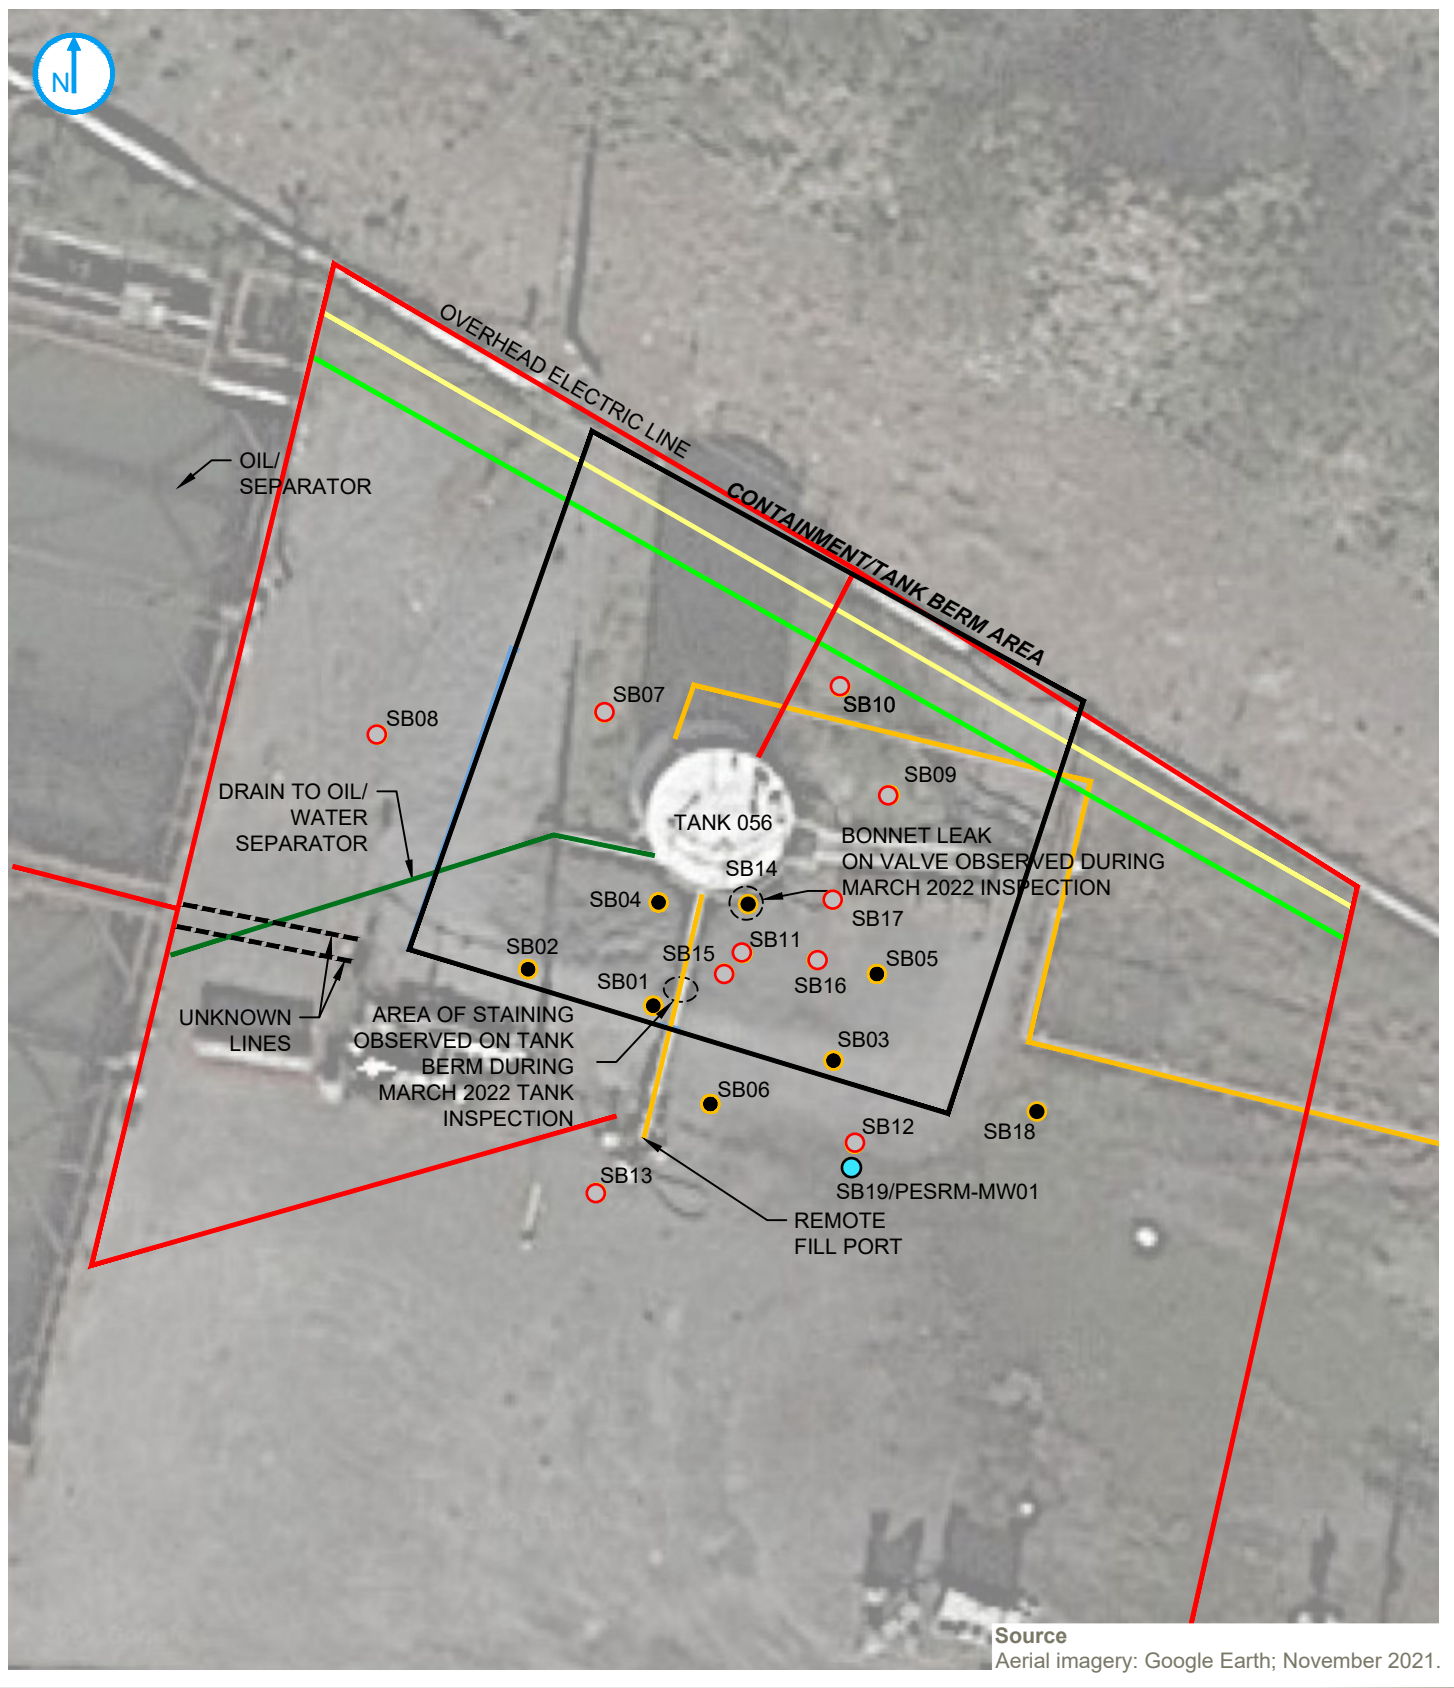 N
OVERHEAD ELECTRIC LINE
OIL/
SEPARATOR
CONTAINMENT/TANK BERM AREA
SB07
SB10
SB08
SB09
DRAIN TO OIL/
WATER
SEPARATOR
TANK 056
BONNET LEAK
ON VALVE OBSERVED DURING
MARCH 2022 INSPECTION
SB14
SB04
SB17
SB11
SB15
SB02
SB05
SB16
SB01
UNKNOWN
LINES
AREA OF STAINING
OBSERVED ON TANK
BERM DURING
MARCH 2022 TANK
INSPECTION
SB03
SB06
SB12
SB18
SB13
SB19/PESRM-MW01
REMOTE
FILL PORT
Source
Aerial imagery: Google Earth; November 2021.